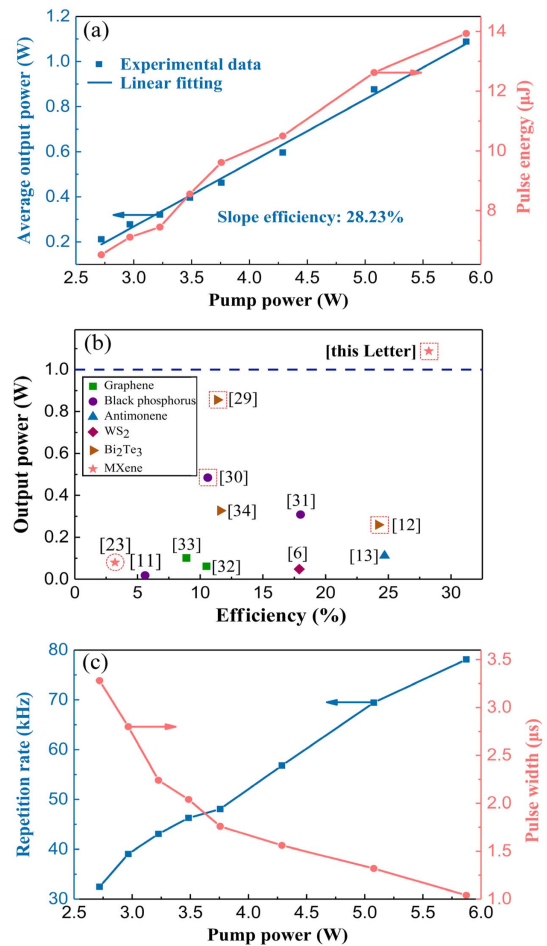 (a)
1.2
1.0
0.8
0.6
0.4
0.2
Average output power (W)
Experimental data
Linear fitting
Slope efficiency: 28.23%
14
12
10
8
Pulse energy (μJ)
2.5 3.0 3.5 4.0 4.5 5.0 5.5 6.0
Pump power (W)
(b)
[this Letter]
1.0
0.8
0.6
0.4
0.2
0.0
Output power (W)
Graphene
Black phosphorus
Antimonene
WS2
Bi2Te3
MXene
[29]
[30]
[34]
[31]
[12]
[23]
[11]
[33]
[32]
[6]
[13]
0 5 10 15 20 25 30
Efficiency (%)
(c)
80
70
60
50
40
30
Repetition rate (kHz)
3.5
3.0
2.5
2.0
1.5
1.0
Pulse width (μs)
2.5 3.0 3.5 4.0 4.5 5.0 5.5 6.0
Pump power (W)